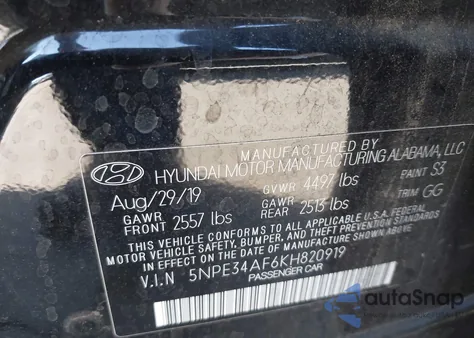 MANUFACTURED BY
HYUNDAI MOTOR MANUFACTURING ALABAMA, LLC
Aug/29/19 GVWR 4497 lbs PAINT S3
GAWR FRONT 2557 lbs GAWR REAR 2513 lbs TRIM GG
THIS VEHICLE CONFORMS TO ALL APPLICABLE U.S.A. FEDERAL
MOTOR VEHICLE SAFETY, BUMPER, AND THEFT PREVENTION STANDARDS
IN EFFECT ON THE DATE OF MANUFACTURE SHOWN ABOVE.
V.I.N 5NPE34AF6KH820919
PASSENGER CAR
autoSnap